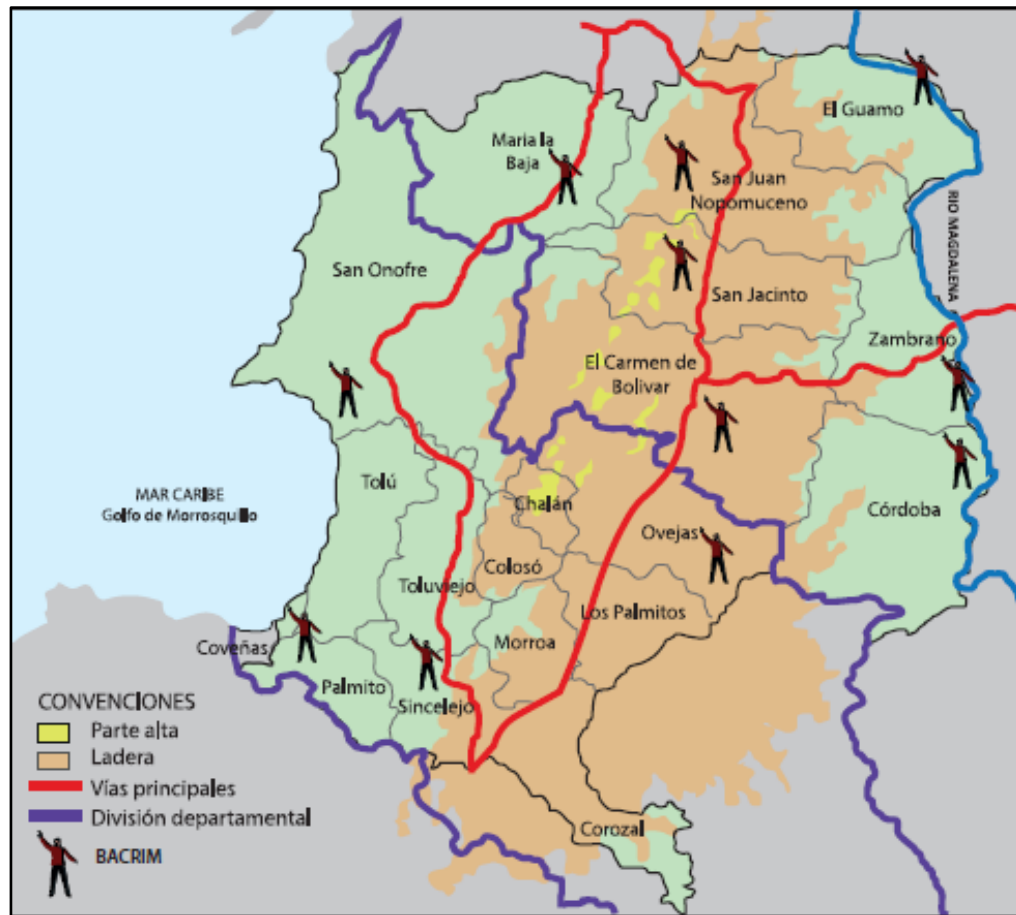 El Guamo
Maria la
Baja
San Juan
Nopomuceno
RIO MAGDALENA
San Onofre
San Jacinto
Zambrano
El Carmen de
Bolivar
Tolú
MAR CARIBE
Golfo de Morrosquillo
Chalán
Córdoba
Ovejas
Colosó
Toluviejo
Los Palmitos
Coveñas
Morroa
Palmito
Sincelejo
CONVENCIONES
Parte alta
Ladera
Vías principales
División departamental
Corozal
BACRIM